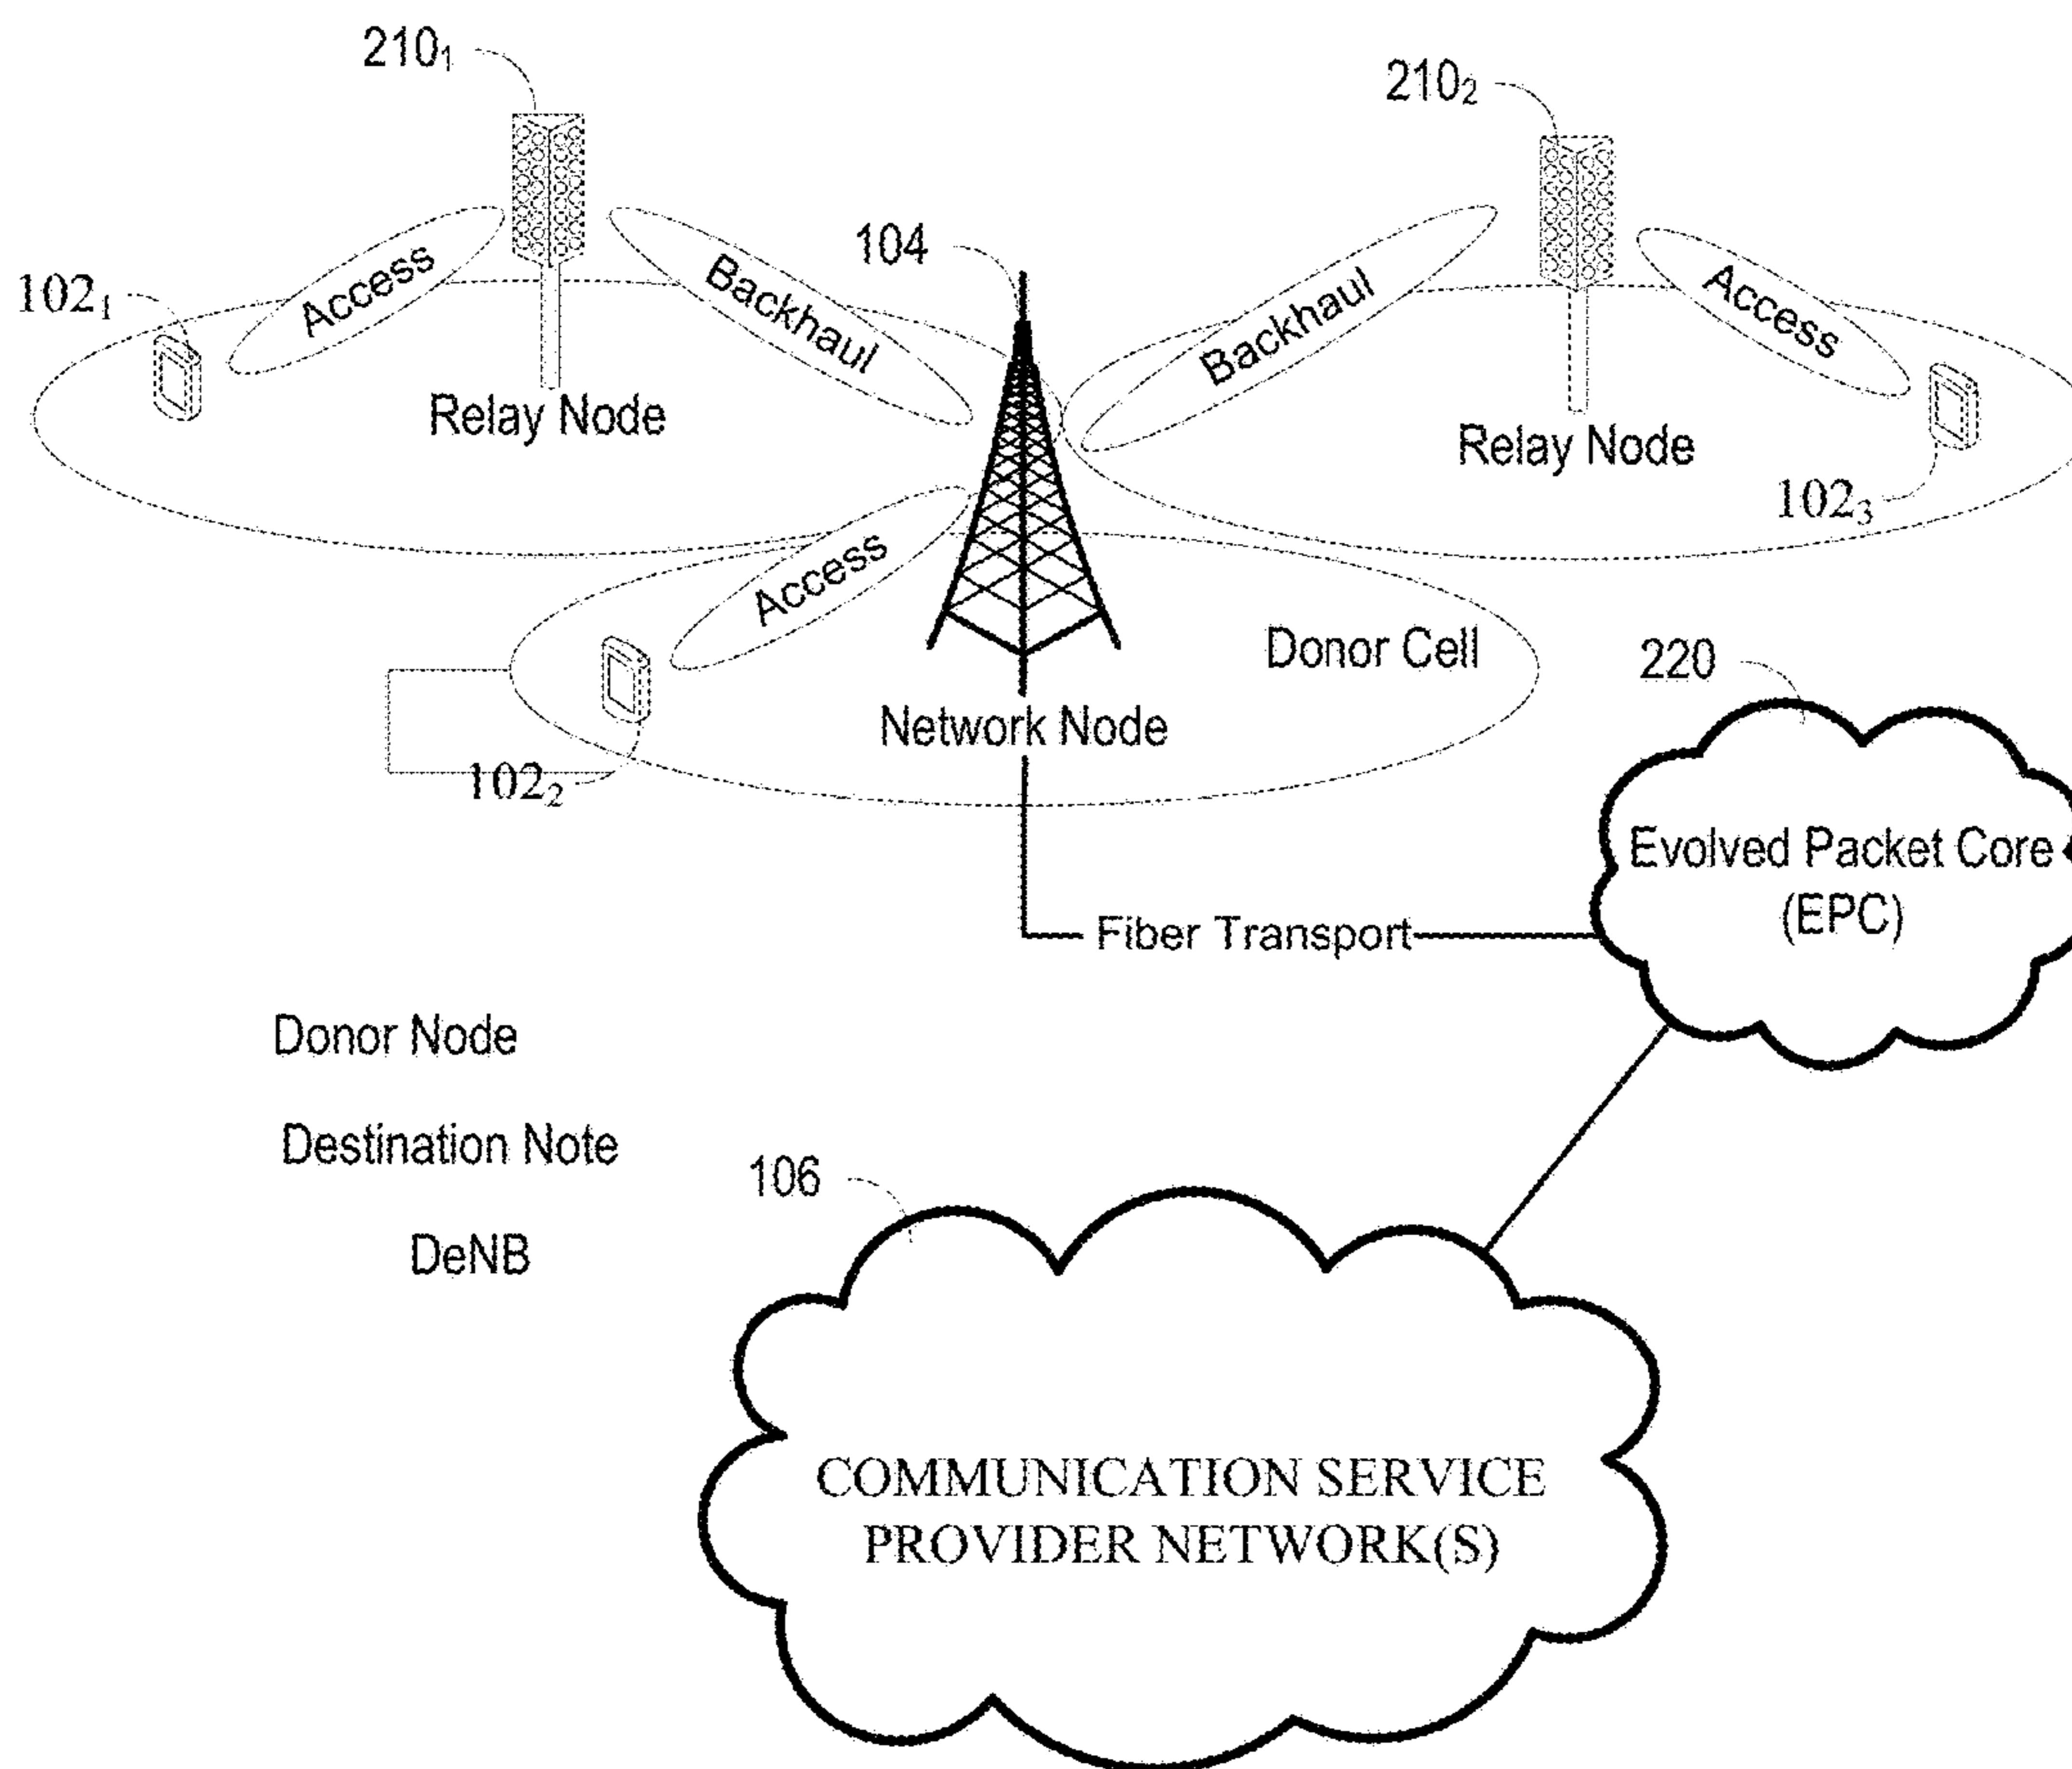 210₁
210₂
104
102₁
Access
Backhaul
Backhaul
Access
Relay Node
Relay Node
102₃
Access
Donor Cell
220
Network Node
102₂
Evolved Packet Core
(EPC)
Fiber Transport
Donor Node
Destination Note
106
DeNB
COMMUNICATION SERVICE
PROVIDER NETWORK(S)